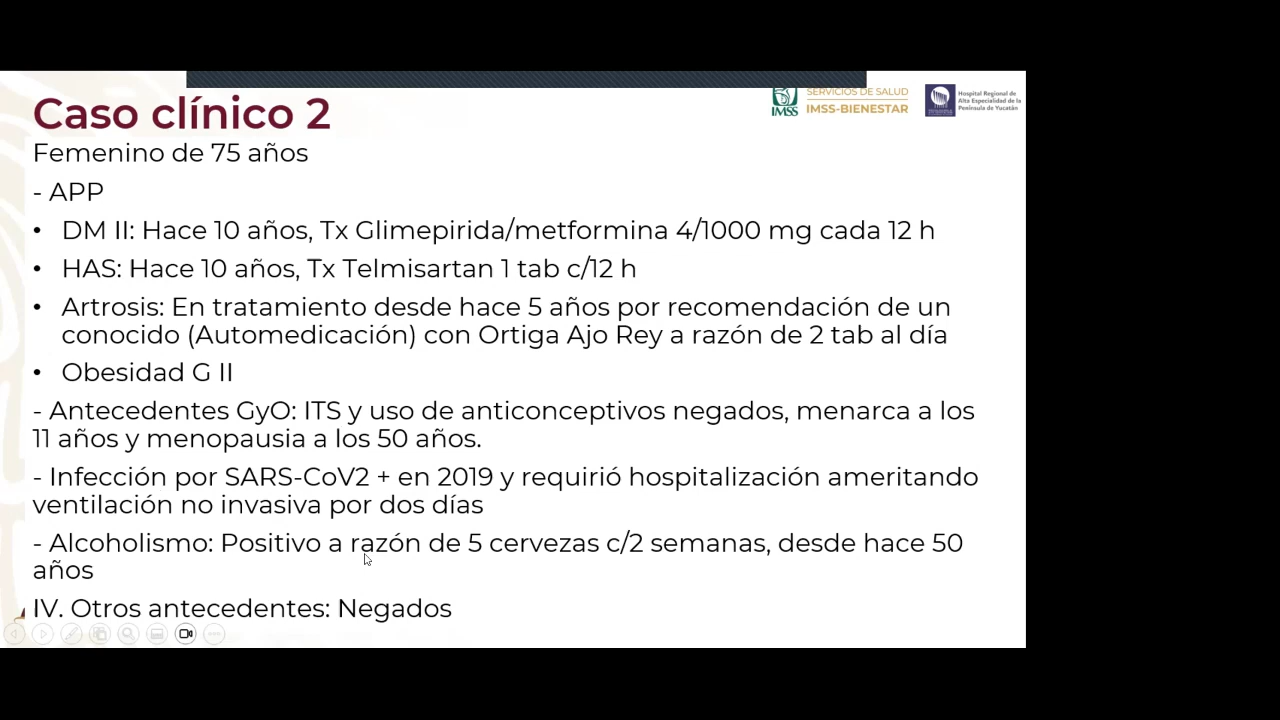 Caso clínico 2
SERVICIOS DE SALUD
IMSS-BIENESTAR
IMSS
Hospital Regional de
Alta Especialidad de la
Península de Yucatán
Femenino de 75 años
- APP
• DM II: Hace 10 años, Tx Glimepirida/metformina 4/1000 mg cada 12 h
• HAS: Hace 10 años, Tx Telmisartan 1 tab c/12 h
• Artrosis: En tratamiento desde hace 5 años por recomendación de un
conocido (Automedicación) con Ortiga Ajo Rey a razón de 2 tab al día
• Obesidad G II
- Antecedentes GyO: ITS y uso de anticonceptivos negados, menarca a los
11 años y menopausia a los 50 años.
- Infección por SARS-CoV2 + en 2019 y requirió hospitalización ameritando
ventilación no invasiva por dos días
- Alcoholismo: Positivo a razón de 5 cervezas c/2 semanas, desde hace 50
años
IV. Otros antecedentes: Negados